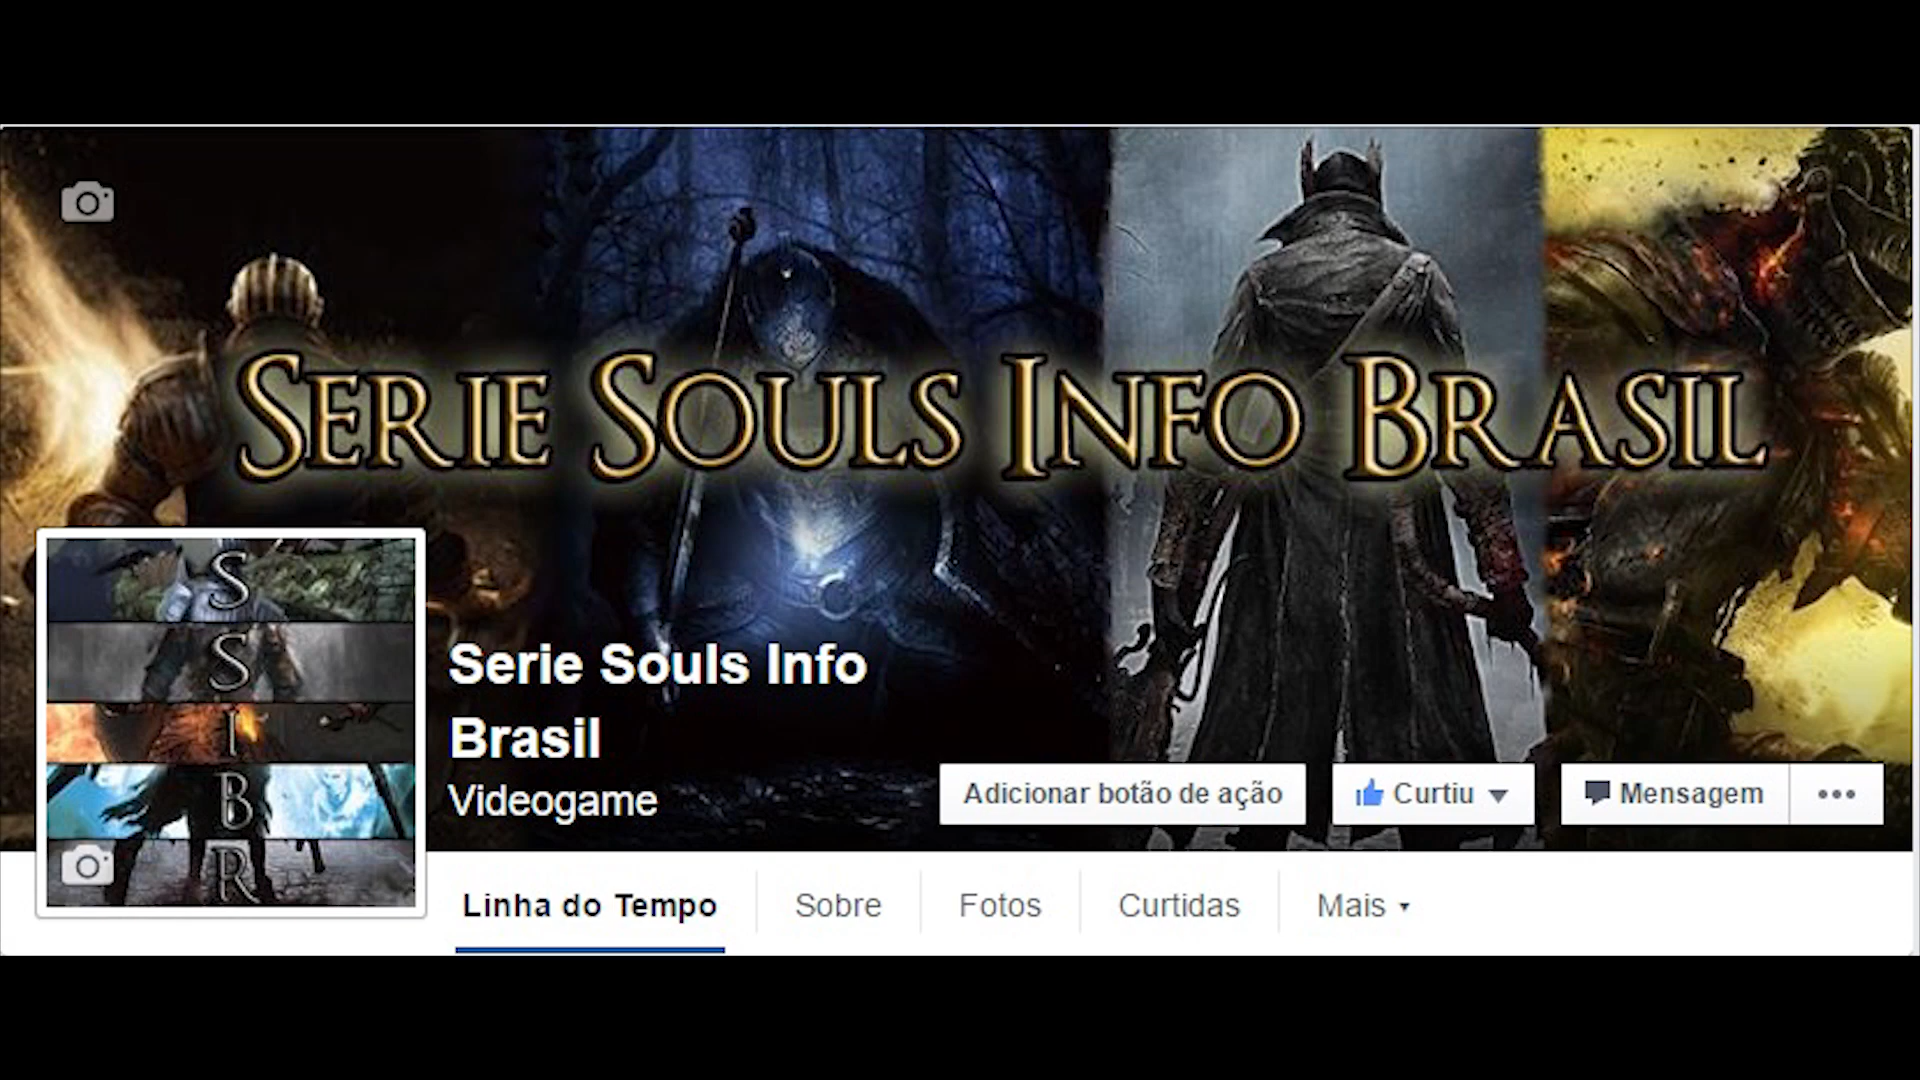 SERIE SOULS INFO BRASIL
S
S
I
B
R
Serie Souls Info
Brasil
Videogame
Adicionar botão de ação
Curtiu
Mensagem
Linha do Tempo
Sobre
Fotos
Curtidas
Mais